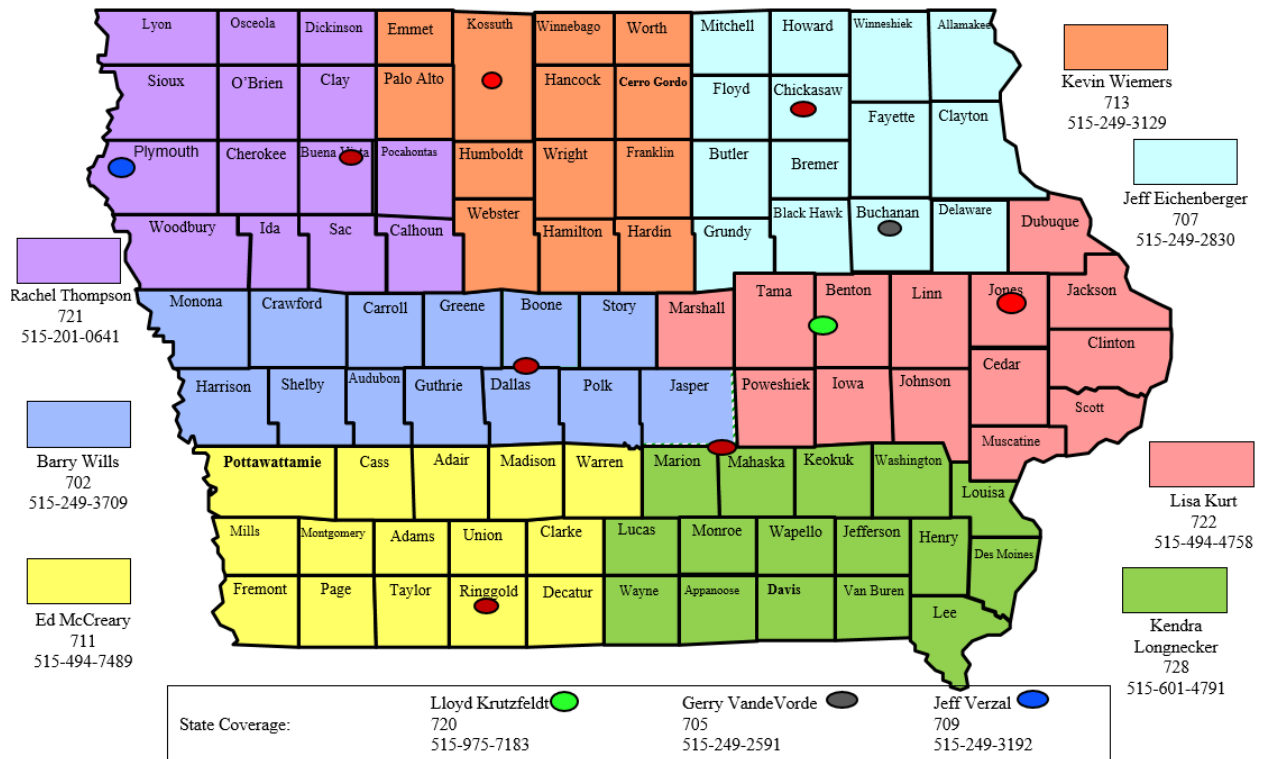 Lyon Osceola Dickinson Emmet Kossuth Winnebago Worth Mitchell Howard Winneshiek Allamakee
Sioux O'Brien Clay Palo Alto Hancock Cerro Gordo Floyd Chickasaw Fayette Clayton
Plymouth Cherokee Buena Vista Pocahontas Humboldt Wright Franklin Butler Bremer
Woodbury Ida Sac Calhoun Webster Hamilton Hardin Grundy Black Hawk Buchanan Delaware Dubuque
Monona Crawford Carroll Greene Boone Story Marshall Tama Benton Linn Jones Jackson
Clinton
Harrison Shelby Audubon Guthrie Dallas Polk Jasper Poweshiek Iowa Johnson Cedar Scott
Muscatine
Pottawattamie Cass Adair Madison Warren Marion Mahaska Keokuk Washington Louisa
Mills Montgomery Adams Union Clarke Lucas Monroe Wapello Jefferson Henry Des Moines
Fremont Page Taylor Ringgold Decatur Wayne Appanoose Davis Van Buren Lee
Kevin Wiemers
713
515-249-3129
Jeff Eichenberger
707
515-249-2830
Rachel Thompson
721
515-201-0641
Barry Wills
702
515-249-3709
Lisa Kurt
722
515-494-4758
Ed McCreary
711
515-494-7489
Kendra
Longnecker
728
515-601-4791
State Coverage:
Lloyd Krutzfeldt
720
515-975-7183
Gerry VandeVorde
705
515-249-2591
Jeff Verzal
709
515-249-3192